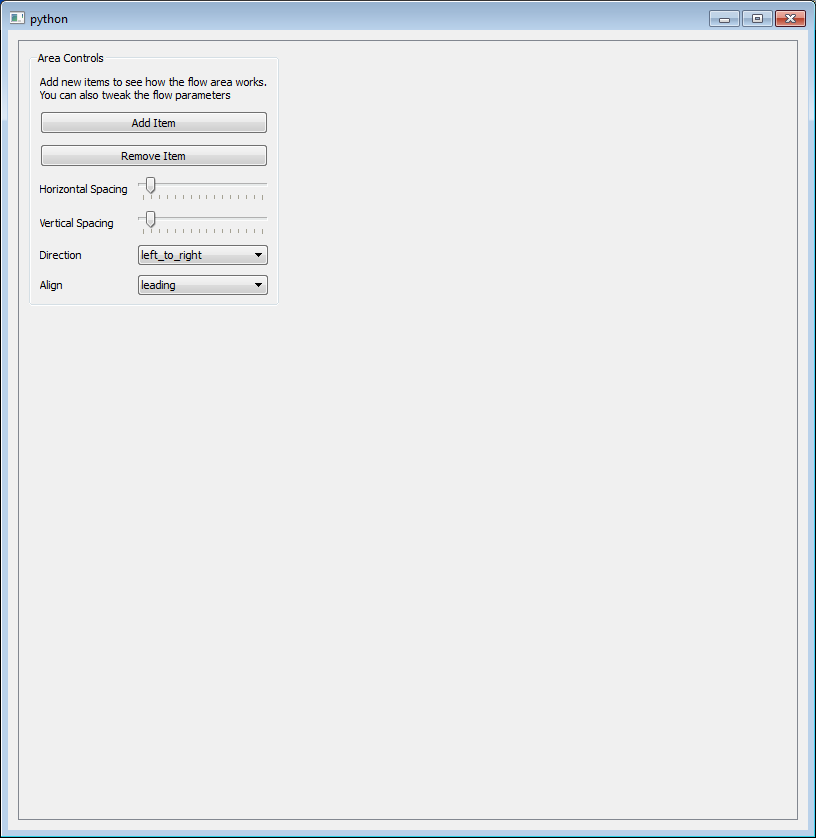 python
Area Controls
Add new items to see how the flow area works.
You can also tweak the flow parameters
Add Item
Remove Item
Horizontal Spacing
Vertical Spacing
Direction left_to_right
Align leading